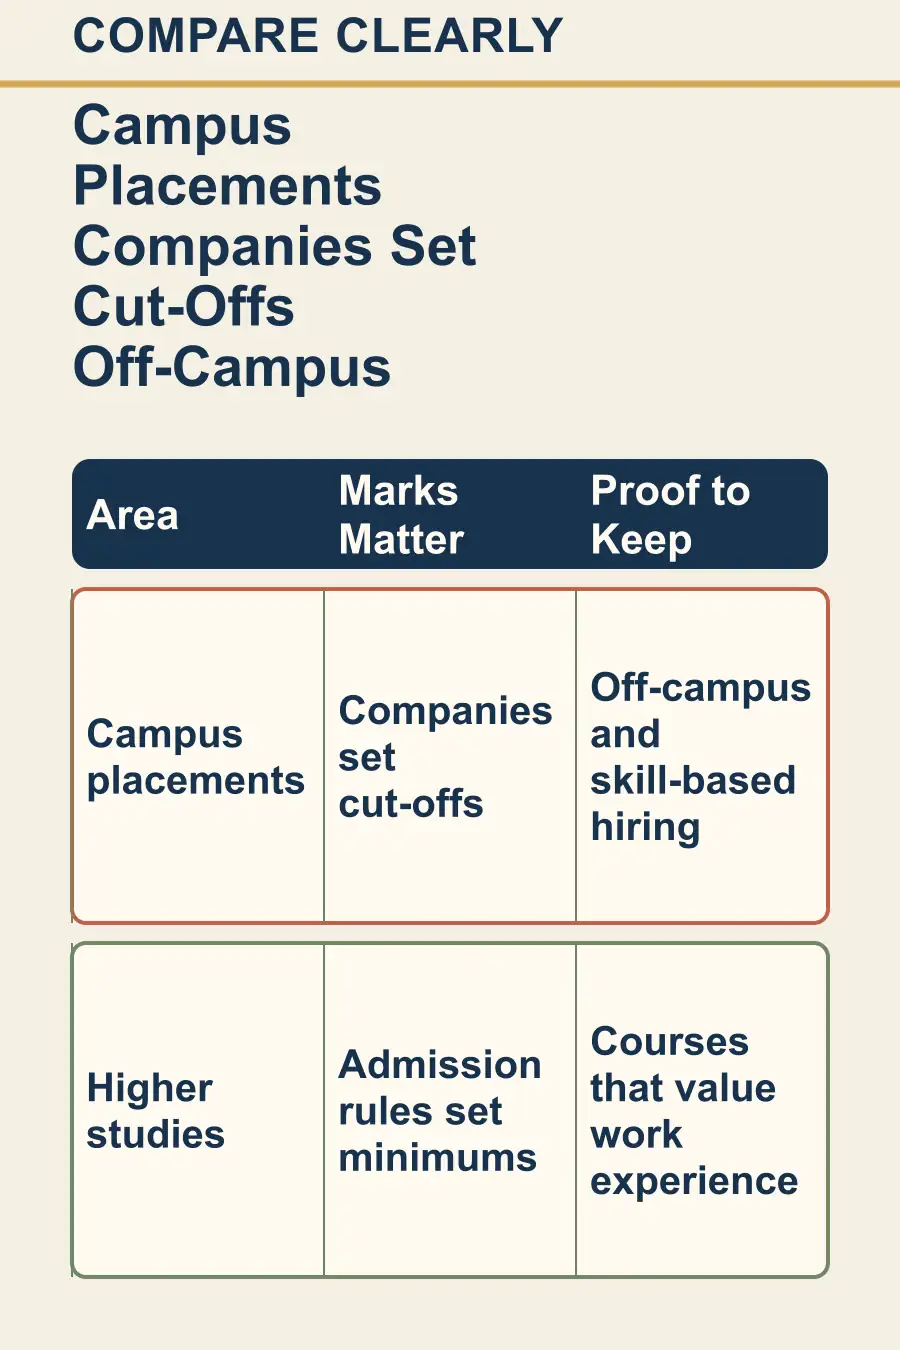 COMPARE CLEARLY
Campus
Placements
Companies Set
Cut-Offs
Off-Campus
Area
Marks
Matter
Proof to
Keep
Campus
placements
Companies
set
cut-offs
Off-campus
and
skill-based
hiring
Higher
studies
Admission
rules set
minimums
Courses
that value
work
experience